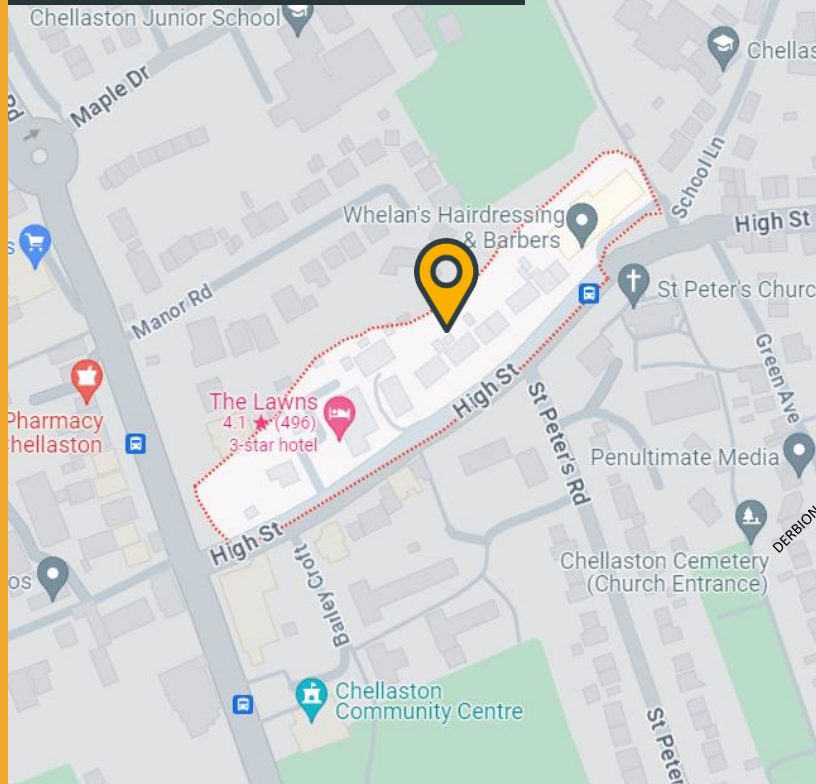 Chellaston Junior School
Maple Dr
Chellas
School Ln
Whelan's Hairdressing
& Barbers
High St
St Peter's Churc
Manor Rd
Green Ave
The Lawns
4.1 ★ (496)
3-star hotel
High St
St Peter's Rd
Pharmacy
hellaston
Penultimate Media
DERBION
High St
Bailey Croft
Chellaston Cemetery
(Church Entrance)
os
Chellaston
Community Centre
St Peter